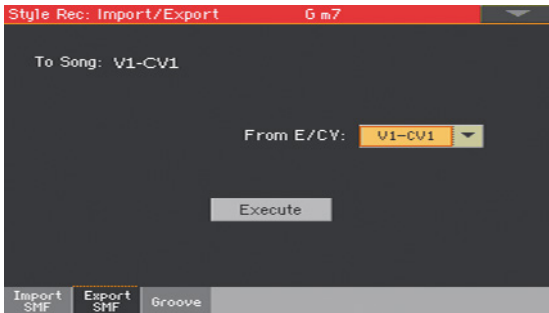 Style Rec: Import/Export G m7
To Song: V1-CV1
From E/CV: V1-CV1
Execute
Import SMF Export SMF Groove